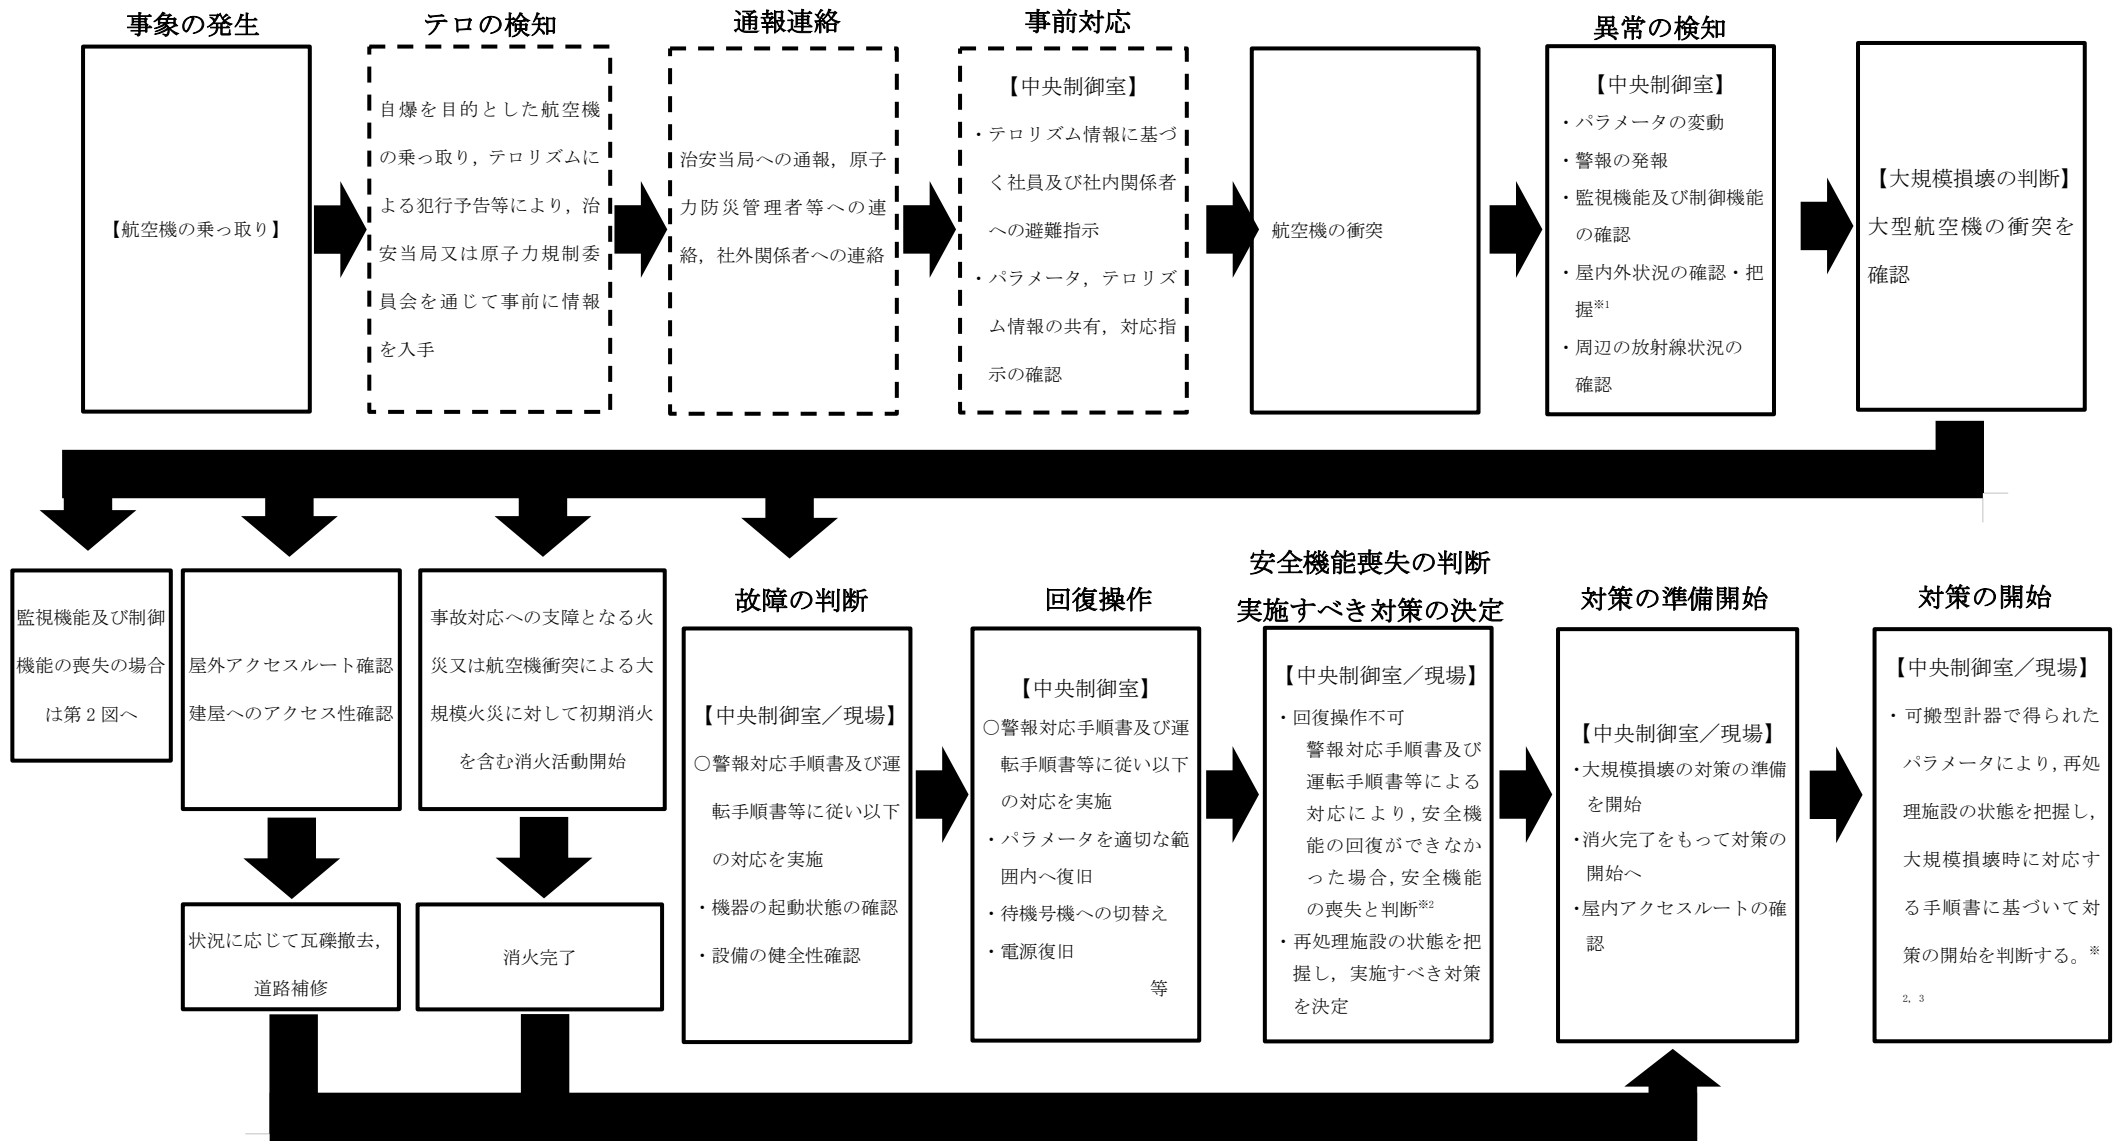 事象の発生
【航空機の乗っ取り】
テロの検知
自爆を目的とした航空機
の乗っ取り，テロリズムに
よる犯行予告等により，治
安当局又は原子力規制委
員会を通じて事前に情報
を入手
通報連絡
治安当局への通報，原子
力防災管理者等への連
絡，社外関係者への連絡
事前対応
【中央制御室】
・テロリズム情報に基づ
く社員及び社内関係者
への避難指示
・パラメータ，テロリズ
ム情報の共有，対応指
示の確認
航空機の衝突
異常の検知
【中央制御室】
・パラメータの変動
・警報の発報
・監視機能及び制御機能
の確認
・屋内外状況の確認・把
握※1
・周辺の放射線状況の
確認
【大規模損壊の判断】
大型航空機の衝突を
確認
監視機能及び制御
機能の喪失の場合
は第２図へ
屋外アクセスルート確認
建屋へのアクセス性確認
状況に応じて瓦礫撤去，
道路補修
事故対応への支障となる火
災又は航空機衝突による大
規模火災に対して初期消火
を含む消火活動開始
消火完了
故障の判断
【中央制御室／現場】
○警報対応手順書及び運
転手順書等に従い以下
の対応を実施
・機器の起動状態の確認
・設備の健全性確認
回復操作
【中央制御室】
○警報対応手順書及び運
転手順書等に従い以下
の対応を実施
・パラメータを適切な範
囲内へ復旧
・待機号機への切替え
・電源復旧
等
安全機能喪失の判断
実施すべき対策の決定
【中央制御室／現場】
・回復操作不可
警報対応手順書及び
運転手順書等による
対応により，安全機
能の回復ができなか
った場合，安全機能
の喪失と判断※2
・再処理施設の状態を把
握し，実施すべき対策
を決定
対策の準備開始
【中央制御室／現場】
・大規模損壊の対策の準備
を開始
・消火完了をもって対策の
開始へ
・屋内アクセスルートの確
認
対策の開始
【中央制御室／現場】
・可搬型計器で得られた
パラメータにより，再処
理施設の状態を把握し，
大規模損壊時に対応す
る手順書に基づいて対
策の開始を判断する。※
2，3